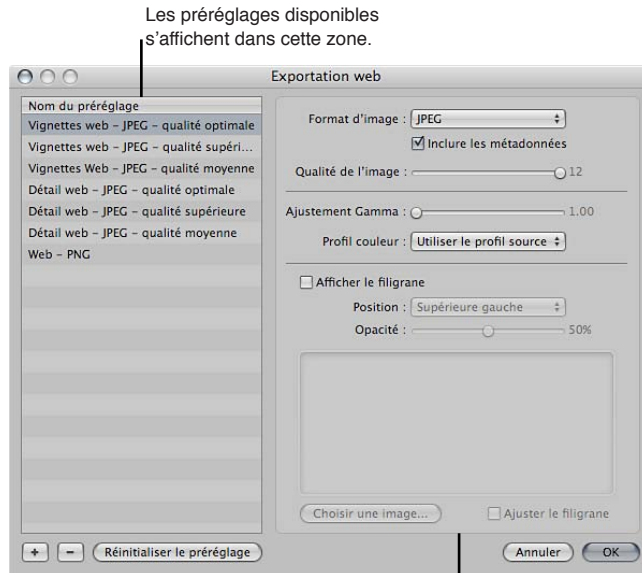 Les préréglages disponibles
s’affichent dans cette zone.
Exportation web
Nom du préréglage
Vignettes web – JPEG – qualité optimale
Vignettes web – JPEG – qualité supéri...
Vignettes Web – JPEG – qualité moyenne
Détail web – JPEG – qualité optimale
Détail web – JPEG – qualité supérieure
Détail web – JPEG – qualité moyenne
Web – PNG
Format d'image : JPEG
Inclure les métadonnées
Qualité de l'image : 12
Ajustement Gamma : 1.00
Profil couleur : Utiliser le profil source
Afficher le filigrane
Position : Supérieure gauche
Opacité : 50%
Choisir une image... Ajuster le filigrane
+ − Réinitialiser le préréglage Annuler OK